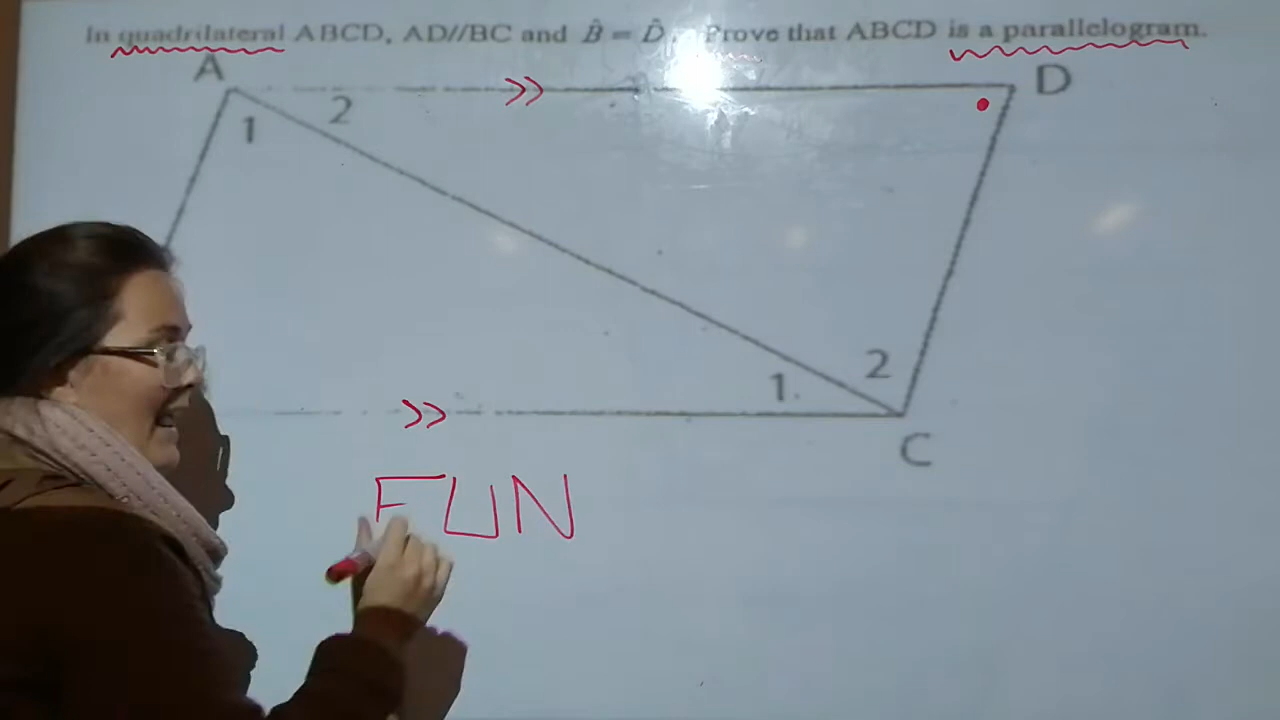 In quadrilateral ABCD, AD//BC and B̂ = D̂. Prove that ABCD is a parallelogram.
A
D
1
2
2
1
C
FUN